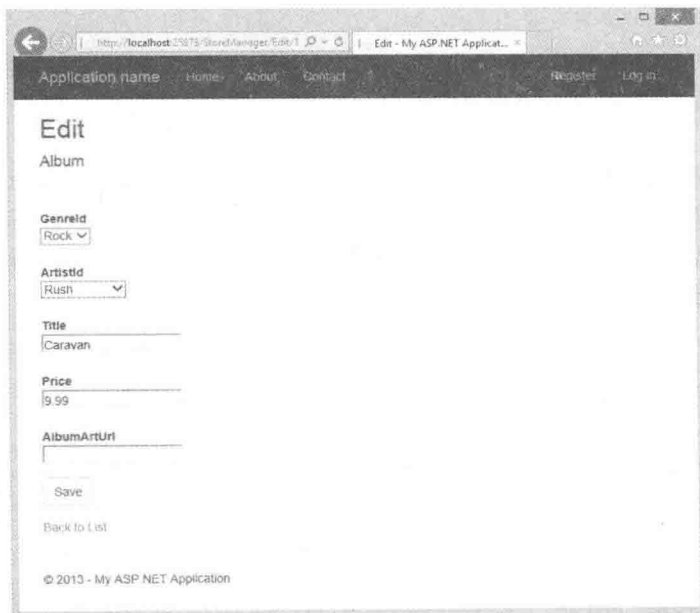 http://localhost:25873/StoreManager/Edit/1
Edit - My ASP.NET Applicat...
Application name Home About Contact Register Log in
Edit
Album
GenreId
Rock
ArtistId
Rush
Title
Caravan
Price
9.99
AlbumArtUrl
Save
Back to List
© 2013 - My ASP.NET Application